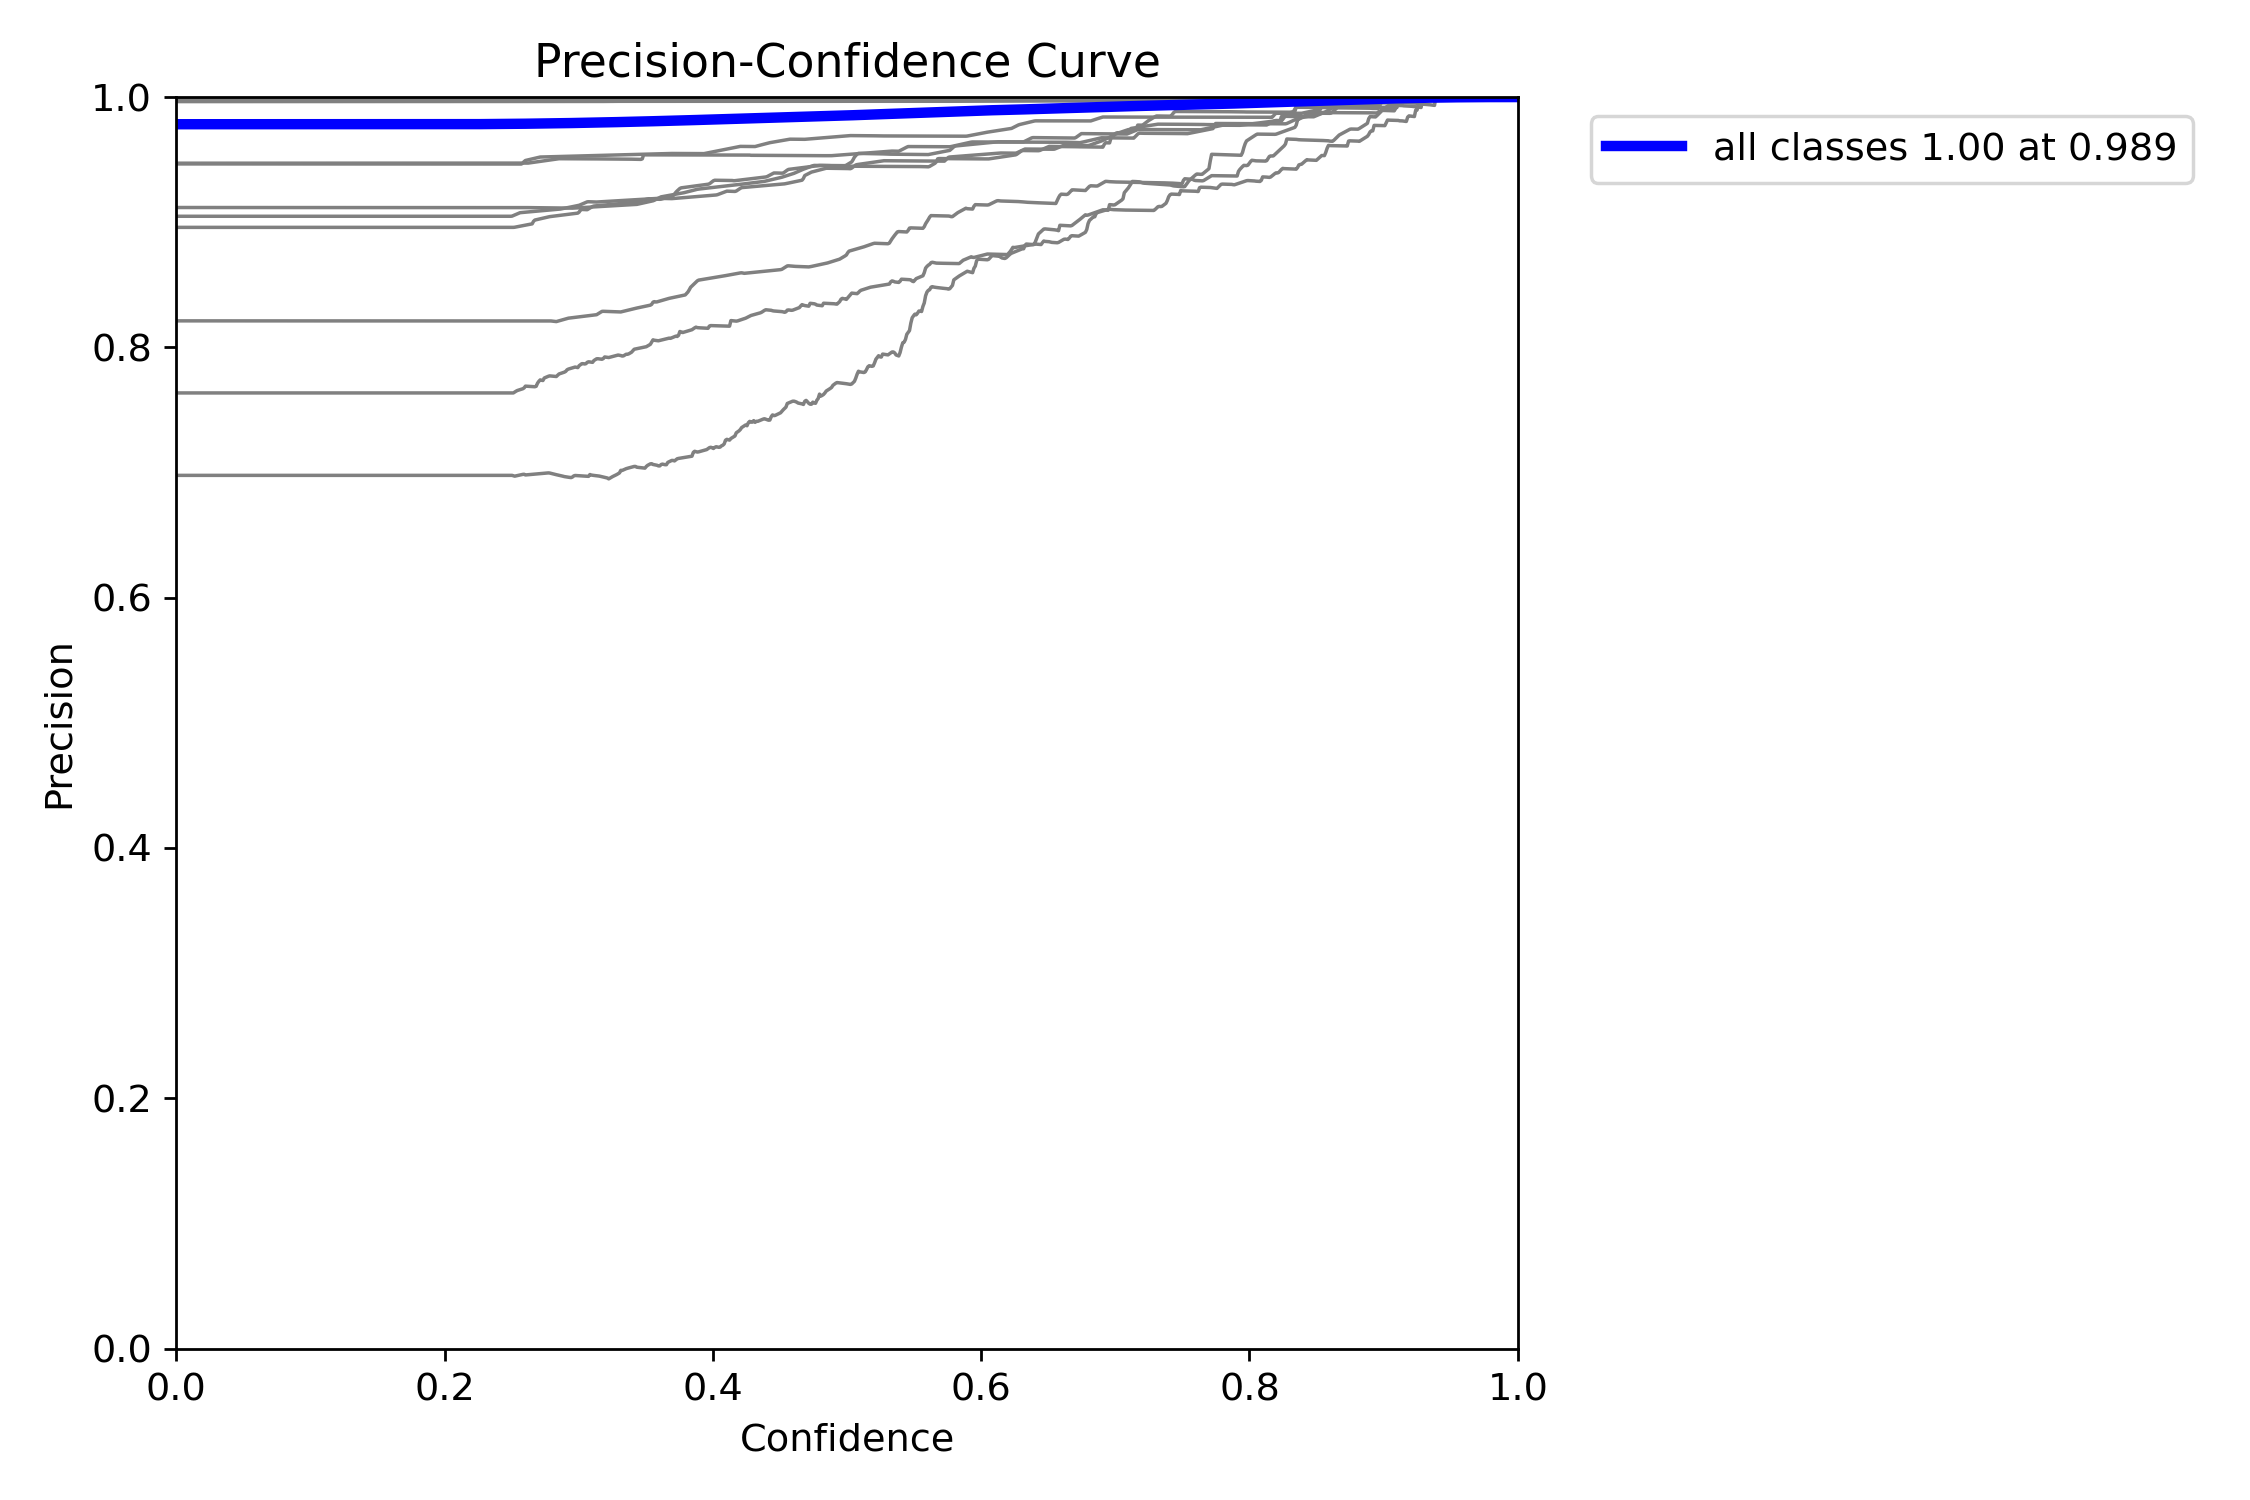 Precision-Confidence Curve
1.0
0.8
0.6
0.4
0.2
0.0
Precision
0.0 0.2 0.4 0.6 0.8 1.0
Confidence
all classes 1.00 at 0.989